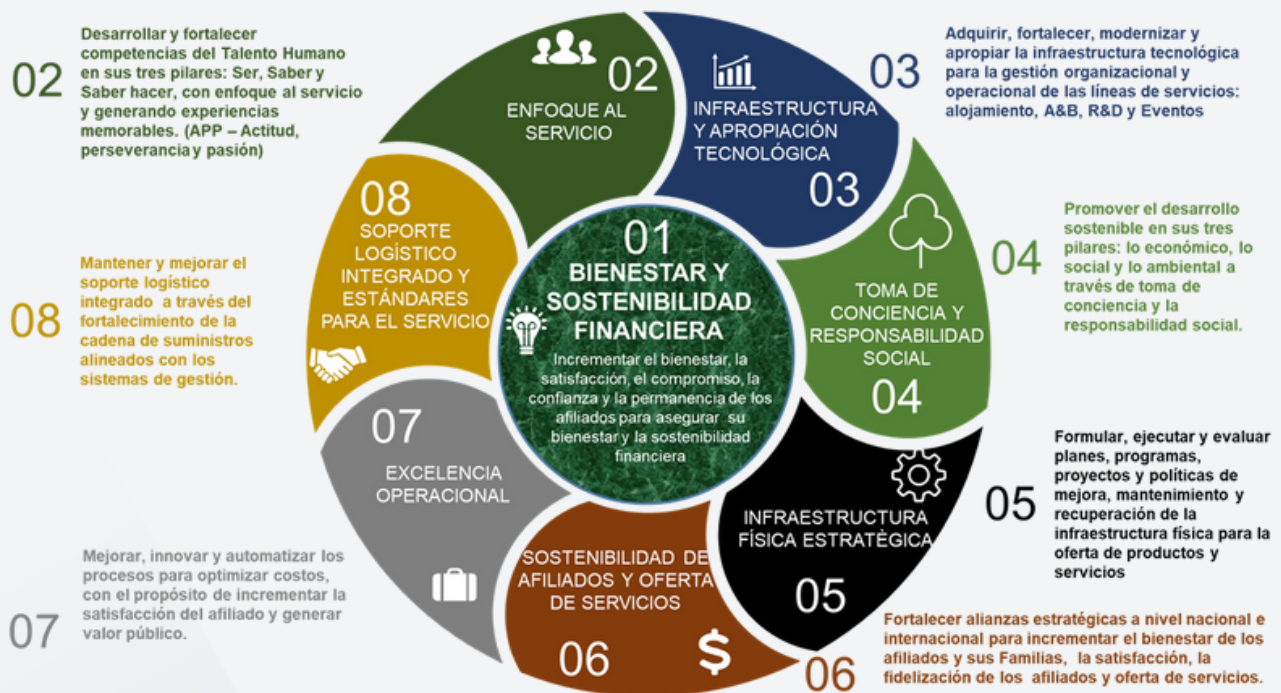 02
Desarrollar y fortalecer
competencias del Talento Humano
en sus tres pilares: Ser, Saber y
Saber hacer, con enfoque al servicio
y generando experiencias
memorables. (APP – Actitud,
perseverancia y pasión)
02
ENFOQUE AL
SERVICIO
INFRAESTRUCTURA
Y APROPIACIÓN
TECNOLÓGICA
03
03
Adquirir, fortalecer, modernizar y
apropiar la infraestructura tecnológica
para la gestión organizacional y
operacional de las líneas de servicios:
alojamiento, A&B, R&D y Eventos
08
SOPORTE
LOGÍSTICO
INTEGRADO Y
ESTÁNDARES
PARA EL SERVICIO
01
BIENESTAR Y
SOSTENIBILIDAD
FINANCIERA
Incrementar el bienestar, la
satisfacción, el compromiso, la
confianza y la permanencia de los
afiliados para asegurar su
bienestar y la sostenibilidad
financiera
TOMA DE
CONCIENCIA Y
RESPONSABILIDAD
SOCIAL
04
04
Promover el desarrollo
sostenible en sus tres
pilares: lo económico, lo
social y lo ambiental a
través de toma de
conciencia y la
responsabilidad social.
08
Mantener y mejorar el
soporte logístico
integrado a través del
fortalecimiento de la
cadena de suministros
alineados con los
sistemas de gestión.
07
EXCELENCIA
OPERACIONAL
INFRAESTRUCTURA
FÍSICA ESTRATÈGICA
05
05
Formular, ejecutar y evaluar
planes, programas,
proyectos y políticas de
mejora, mantenimiento y
recuperación de la
infraestructura física para la
oferta de productos y
servicios
07
Mejorar, innovar y automatizar los
procesos para optimizar costos,
con el propósito de incrementar la
satisfacción del afiliado y generar
valor público.
SOSTENIBILIDAD DE
AFILIADOS Y OFERTA
DE SERVICIOS
06
$
06
Fortalecer alianzas estratégicas a nivel nacional e
internacional para incrementar el bienestar de los
afiliados y sus Familias, la satisfacción, la
fidelización de los afiliados y oferta de servicios.